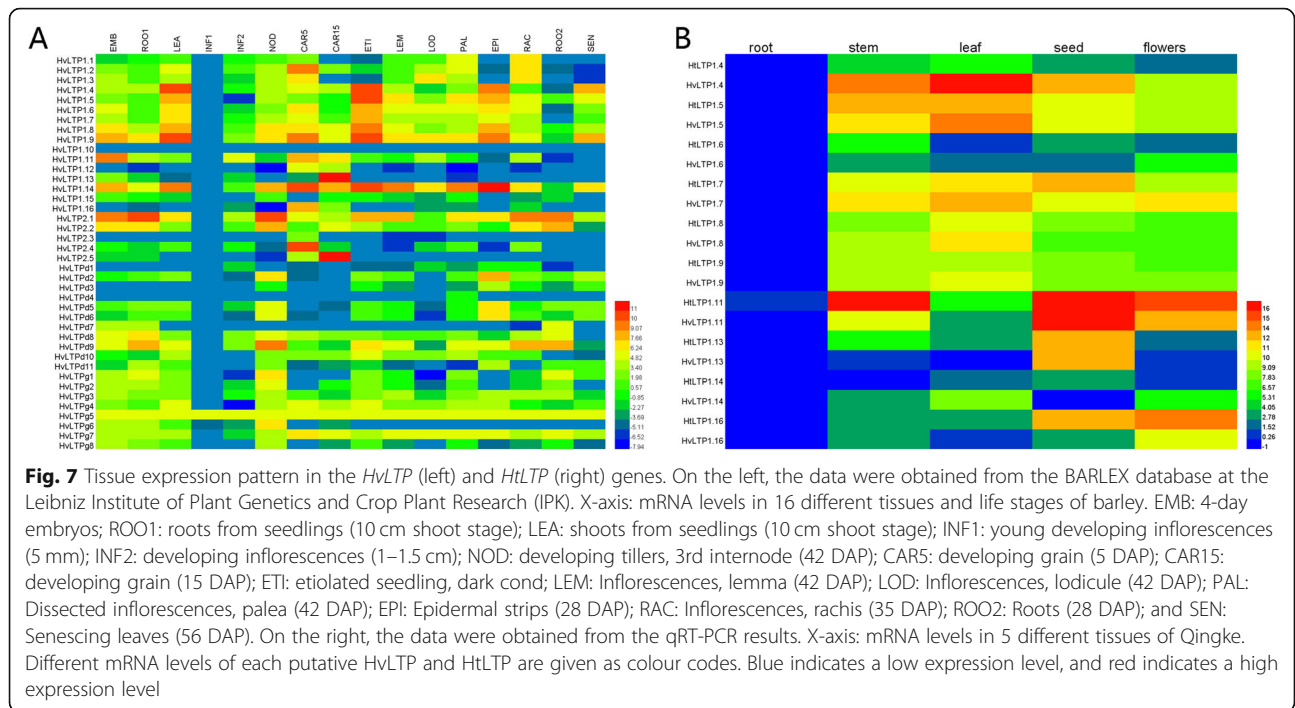 A
EMB ROO1 LEA INF1 INF2 NOD CAR5 CAR15 ETI LEM LOD PAL EPI RAC ROO2 SEN
HvLTP1.1
HvLTP1.2
HvLTP1.3
HvLTP1.4
HvLTP1.5
HvLTP1.6
HvLTP1.7
HvLTP1.8
HvLTP1.9
HvLTP1.10
HvLTP1.11
HvLTP1.12
HvLTP1.13
HvLTP1.14
HvLTP1.15
HvLTP1.16
HvLTP2.1
HvLTP2.2
HvLTP2.3
HvLTP2.4
HvLTP2.5
HvLTPd1
HvLTPd2
HvLTPd3
HvLTPd4
HvLTPd5
HvLTPd6
HvLTPd7
HvLTPd8
HvLTPd9
HvLTPd10
HvLTPd11
HvLTPg1
HvLTPg2
HvLTPg3
HvLTPg4
HvLTPg5
HvLTPg6
HvLTPg7
HvLTPg8
11
10
9.07
7.66
6.24
4.82
3.40
1.98
0.57
-0.85
-2.27
-3.69
-5.11
-6.52
-7.94
B
root stem leaf seed flowers
HtLTP1.4
HvLTP1.4
HtLTP1.5
HvLTP1.5
HtLTP1.6
HvLTP1.6
HtLTP1.7
HvLTP1.7
HtLTP1.8
HvLTP1.8
HtLTP1.9
HvLTP1.9
HtLTP1.11
HvLTP1.11
HtLTP1.13
HvLTP1.13
HtLTP1.14
HvLTP1.14
HtLTP1.16
HvLTP1.16
16
15
14
12
11
10
9.09
7.83
6.57
5.31
4.05
2.78
1.52
0.26
-1
Fig. 7 Tissue expression pattern in the HvLTP (left) and HtLTP (right) genes. On the left, the data were obtained from the BARLEX database at the
Leibniz Institute of Plant Genetics and Crop Plant Research (IPK). X-axis: mRNA levels in 16 different tissues and life stages of barley. EMB: 4-day
embryos; ROO1: roots from seedlings (10 cm shoot stage); LEA: shoots from seedlings (10 cm shoot stage); INF1: young developing inflorescences
(5 mm); INF2: developing inflorescences (1–1.5 cm); NOD: developing tillers, 3rd internode (42 DAP); CAR5: developing grain (5 DAP); CAR15:
developing grain (15 DAP); ETI: etiolated seedling, dark cond; LEM: Inflorescences, lemma (42 DAP); LOD: Inflorescences, lodicule (42 DAP); PAL:
Dissected inflorescences, palea (42 DAP); EPI: Epidermal strips (28 DAP); RAC: Inflorescences, rachis (35 DAP); ROO2: Roots (28 DAP); and SEN:
Senescing leaves (56 DAP). On the right, the data were obtained from the qRT-PCR results. X-axis: mRNA levels in 5 different tissues of Qingke.
Different mRNA levels of each putative HvLTP and HtLTP are given as colour codes. Blue indicates a low expression level, and red indicates a high
expression level